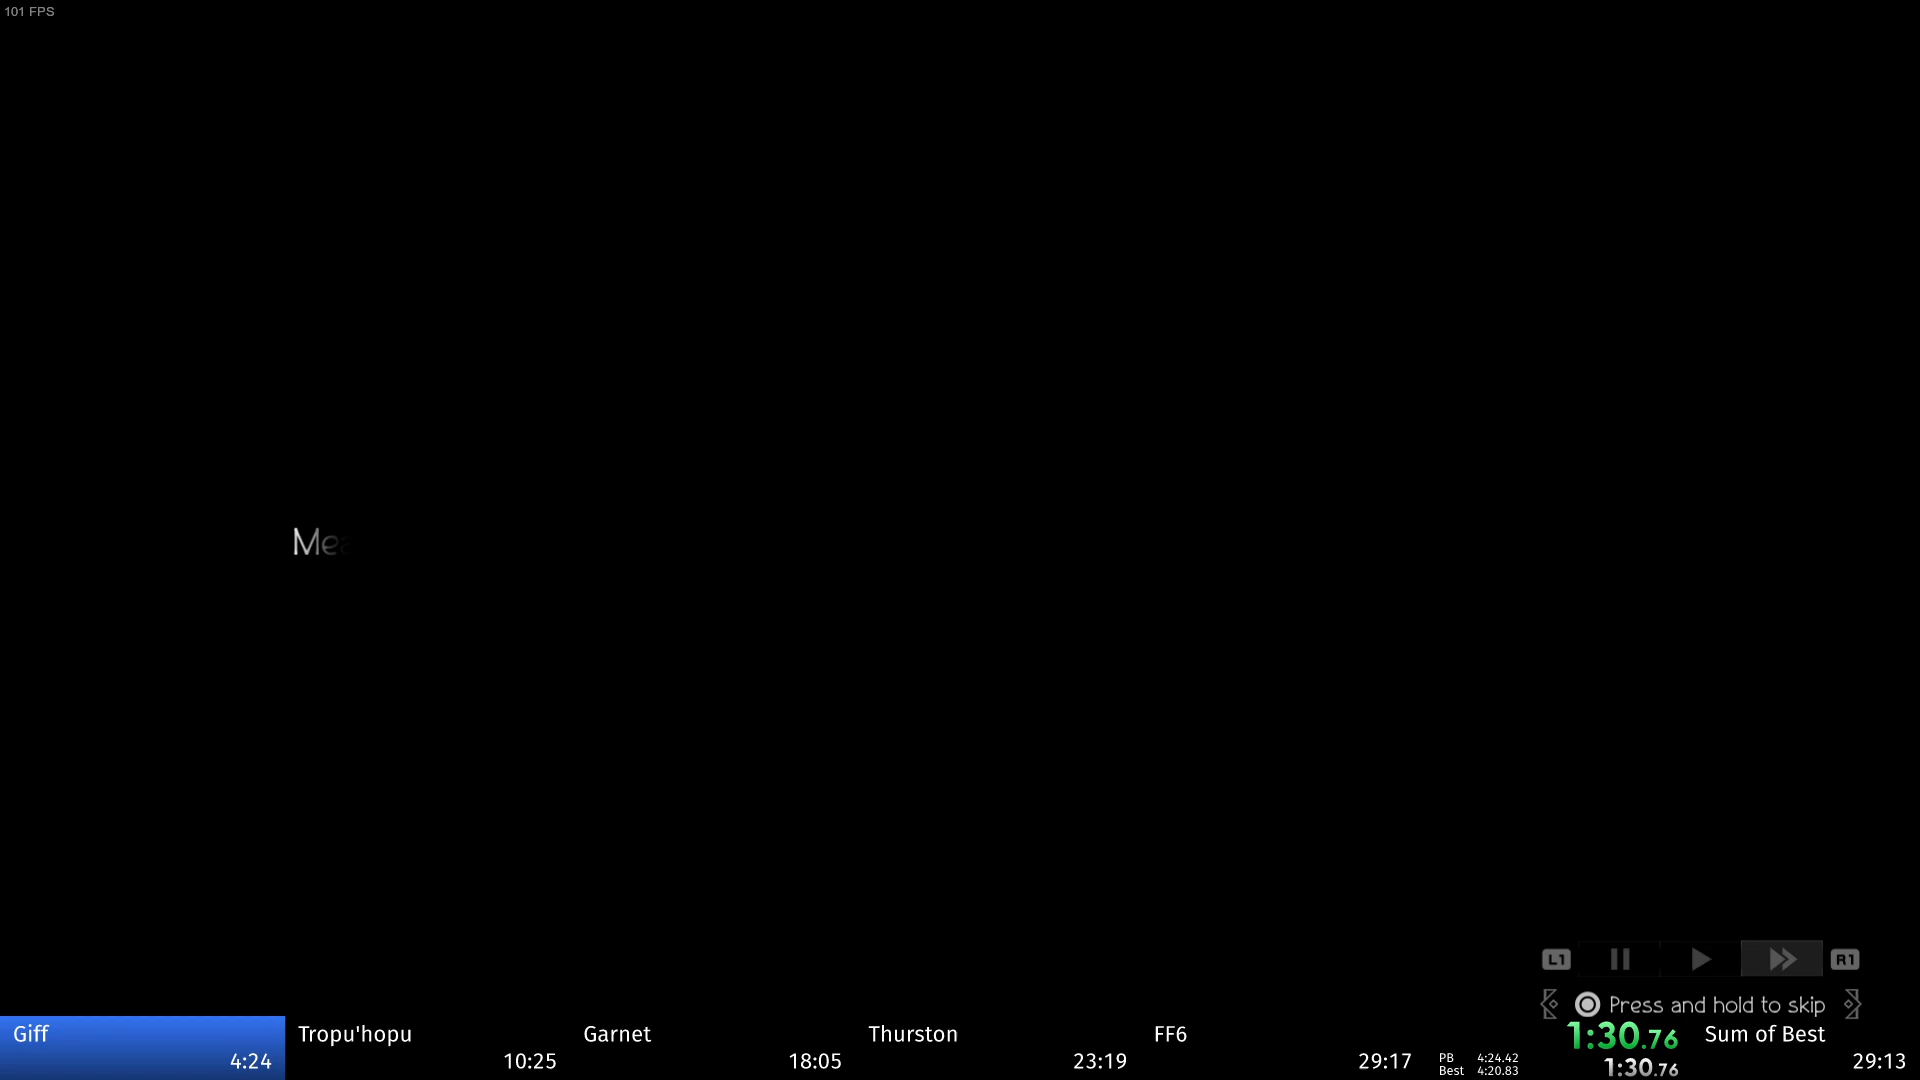 101 FPS
Me
L1
R1
Press and hold to skip
Giff
4:24
Tropu'hopu
10:25
Garnet
18:05
Thurston
23:19
FF6
29:17
PB 4:24.42
Best 4:20.83
1:30.76
1:30.76
Sum of Best
29:13